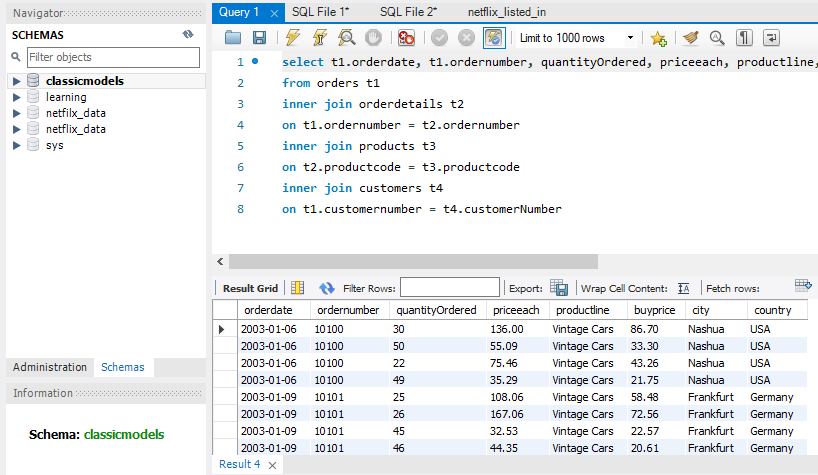 Navigator
SCHEMAS
Filter objects
classicmodels
learning
netfilx_data
netflix_data
sys
Administration Schemas
Information
Schema: classicmodels
Query 1 SQL File 1* SQL File 2* netflix_listed_in
Limit to 1000 rows
1 select t1.orderdate, t1.ordernumber, quantityOrdered, priceeach, productline,
2 from orders t1
3 inner join orderdetails t2
4 on t1.ordernumber = t2.ordernumber
5 inner join products t3
6 on t2.productcode = t3.productcode
7 inner join customers t4
8 on t1.customernumber = t4.customerNumber
Result Grid Filter Rows: Export: Wrap Cell Content: Fetch rows:
orderdate ordernumber quantityOrdered priceeach productline buyprice city country
2003-01-06 10100 30 136.00 Vintage Cars 86.70 Nashua USA
2003-01-06 10100 50 55.09 Vintage Cars 33.30 Nashua USA
2003-01-06 10100 22 75.46 Vintage Cars 43.26 Nashua USA
2003-01-06 10100 49 35.29 Vintage Cars 21.75 Nashua USA
2003-01-09 10101 25 108.06 Vintage Cars 58.48 Frankfurt Germany
2003-01-09 10101 26 167.06 Vintage Cars 72.56 Frankfurt Germany
2003-01-09 10101 45 32.53 Vintage Cars 22.57 Frankfurt Germany
2003-01-09 10101 46 44.35 Vintage Cars 20.61 Frankfurt Germany
Result 4